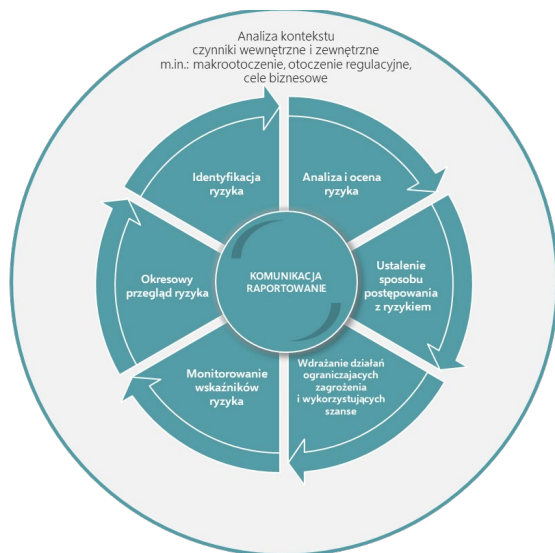 Analiza kontekstu
czynniki wewnętrzne i zewnętrzne
m.in.: makrootoczenie, otoczenie regulacyjne,
cele biznesowe
Identyfikacja
ryzyka
Analiza i ocena
ryzyka
Ustalenie
sposobu
postępowania
z ryzykiem
Wdrażanie działań
ograniczających
zagrożenia
i wykorzystujących
szanse
Monitorowanie
wskaźników
ryzyka
Okresowy
przegląd ryzyka
KOMUNIKACJA
RAPORTOWANIE